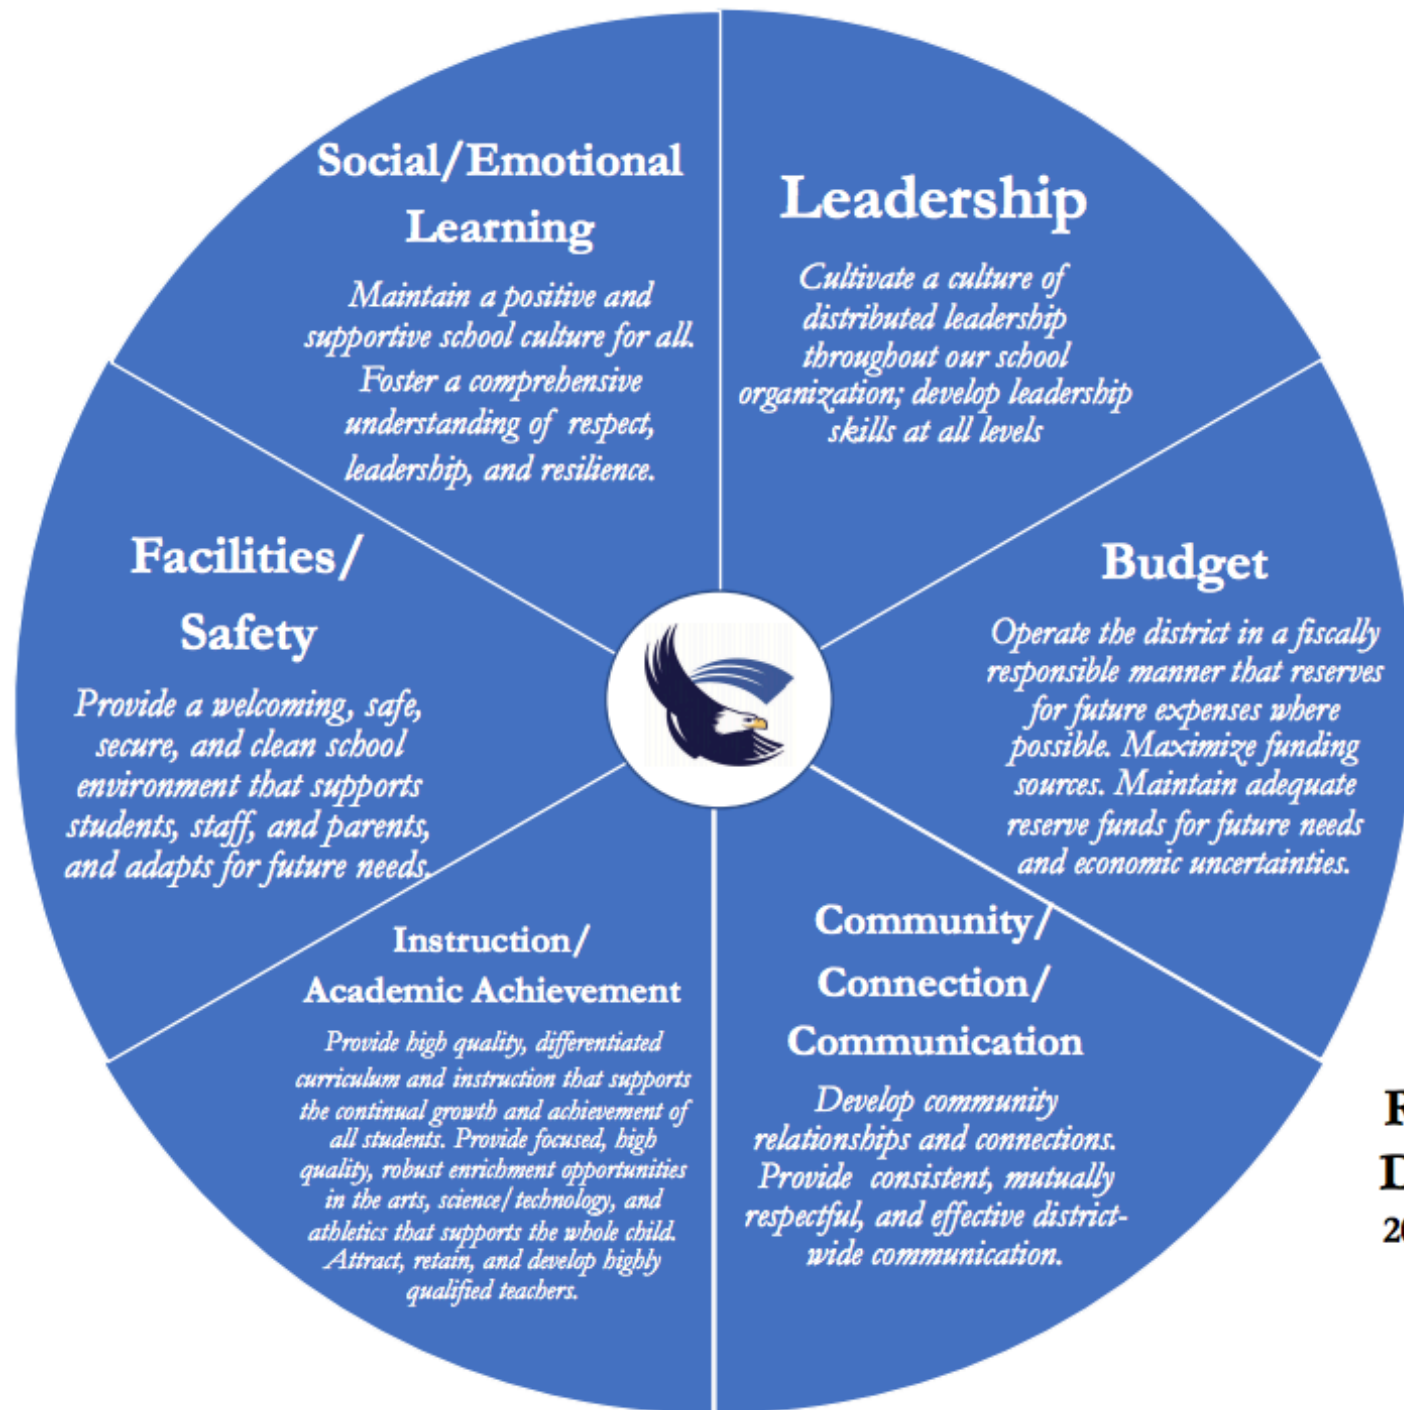 Social/Emotional
Learning
Maintain a positive and
supportive school culture for all.
Foster a comprehensive
understanding of respect,
leadership, and resilience.
Leadership
Cultivate a culture of
distributed leadership
throughout our school
organization; develop leadership
skills at all levels
Budget
Operate the district in a fiscally
responsible manner that reserves
for future expenses where
possible. Maximize funding
sources. Maintain adequate
reserve funds for future needs
and economic uncertainties.
Community/
Connection/
Communication
Develop community
relationships and connections.
Provide consistent, mutually
respectful, and effective district-
wide communication.
Instruction/
Academic Achievement
Provide high quality, differentiated
curriculum and instruction that supports
the continual growth and achievement of
all students. Provide focused, high
quality, robust enrichment opportunities
in the arts, science/technology, and
athletics that supports the whole child.
Attract, retain, and develop highly
qualified teachers.
Facilities/
Safety
Provide a welcoming, safe,
secure, and clean school
environment that supports
students, staff, and parents,
and adapts for future needs.